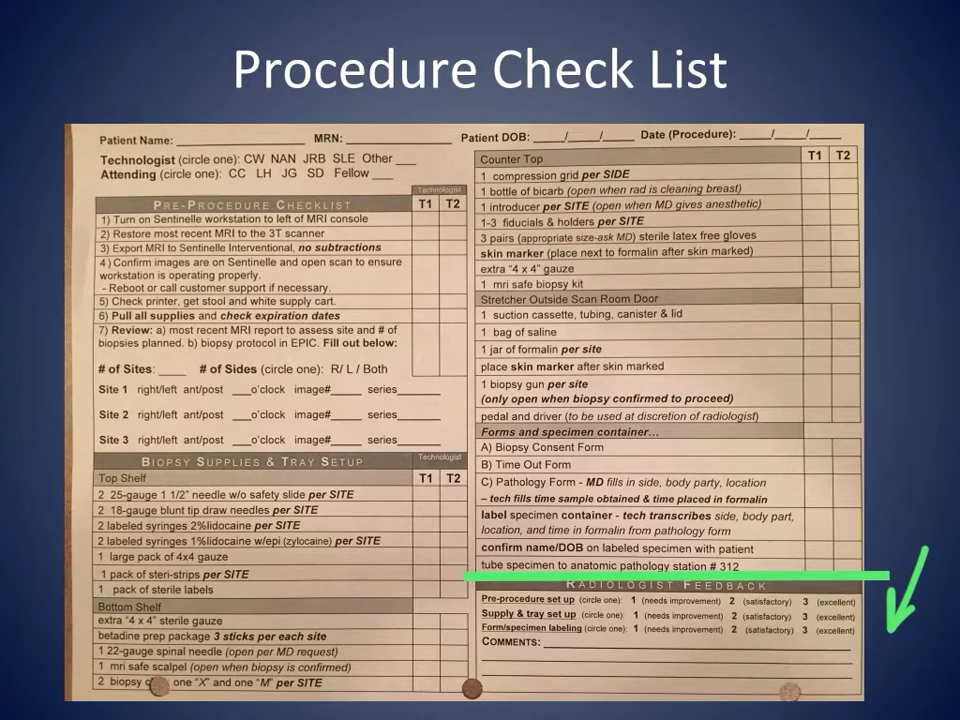 Procedure Check List
Patient Name: ____________ MRN: ____________ Patient DOB: ____/____/____ Date (Procedure): ____/____/____
Technologist (circle one): CW NAN JRB SLE Other ___
Attending (circle one): CC LH JG SD Fellow ___
Technologist
PRE-PROCEDURE CHECKLIST T1 T2
1) Turn on Sentinelle workstation to left of MRI console
2) Restore most recent MRI to the 3T scanner
3) Export MRI to Sentinelle Interventional, no subtractions
4) Confirm images are on Sentinelle and open scan to ensure
workstation is operating properly.
- Reboot or call customer support if necessary.
5) Check printer, get stool and white supply cart.
6) Pull all supplies and check expiration dates
7) Review: a) most recent MRI report to assess site and # of
biopsies planned. b) biopsy protocol in EPIC. Fill out below:
# of Sites: ____ # of Sides (circle one): R/ L / Both
Site 1 right/left ant/post ___o'clock image#_____ series_______
Site 2 right/left ant/post ___o'clock image#_____ series_______
Site 3 right/left ant/post ___o'clock image#_____ series_______
BIOPSY SUPPLIES & TRAY SETUP Technologist
Top Shelf T1 T2
2 25-gauge 1 1/2" needle w/o safety slide per SITE
2 18-gauge blunt tip draw needles per SITE
2 labeled syringes 2%lidocaine per SITE
2 labeled syringes 1%lidocaine w/epi (zylocaine) per SITE
1 large pack of 4x4 gauze
1 pack of steri-strips per SITE
1 pack of sterile labels
Bottom Shelf
extra "4 x 4" sterile gauze
betadine prep package 3 sticks per each site
1 22-gauge spinal needle (open per MD request)
1 mri safe scalpel (open when biopsy is confirmed)
2 biopsy one "X" and one "M" per SITE
Counter Top T1 T2
1 compression grid per SIDE
1 bottle of bicarb (open when rad is cleaning breast)
1 introducer per SITE (open when MD gives anesthetic)
1-3 fiducials & holders per SITE
3 pairs (appropriate size-ask MD) sterile latex free gloves
skin marker (place next to formalin after skin marked)
extra "4 x 4" gauze
1 mri safe biopsy kit
Stretcher Outside Scan Room Door
1 suction cassette, tubing, canister & lid
1 bag of saline
1 jar of formalin per site
place skin marker after skin marked
1 biopsy gun per site
(only open when biopsy confirmed to proceed)
pedal and driver (to be used at discretion of radiologist)
Forms and specimen container...
A) Biopsy Consent Form
B) Time Out Form
C) Pathology Form - MD fills in side, body party, location
– tech fills time sample obtained & time placed in formalin
label specimen container - tech transcribes side, body part,
location, and time in formalin from pathology form
confirm name/DOB on labeled specimen with patient
tube specimen to anatomic pathology station # 312
RADIOLOGIST FEEDBACK
Pre-procedure set up (circle one: 1 (needs improvement) 2 (satisfactory) 3 (excellent)
Supply & tray set up (circle one: 1 (needs improvement) 2 (satisfactory) 3 (excellent)
Form/specimen labeling (circle one: 1 (needs improvement) 2 (satisfactory) 3 (excellent)
COMMENTS: ____________